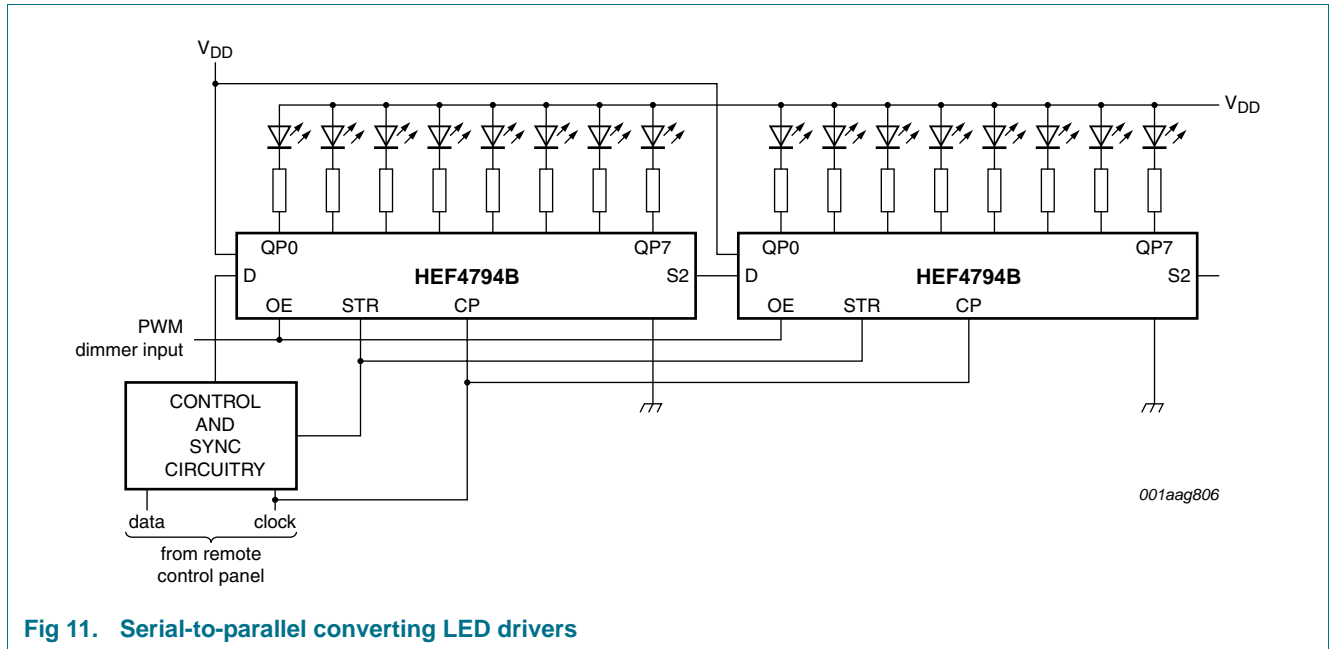 VDD
VDD
QP0 QP7
D HEF4794B S2
OE STR CP
QP0 QP7
D HEF4794B S2
OE STR CP
PWM
dimmer input
CONTROL
AND
SYNC
CIRCUITRY
data clock
from remote
control panel
001aag806
Fig 11. Serial-to-parallel converting LED drivers